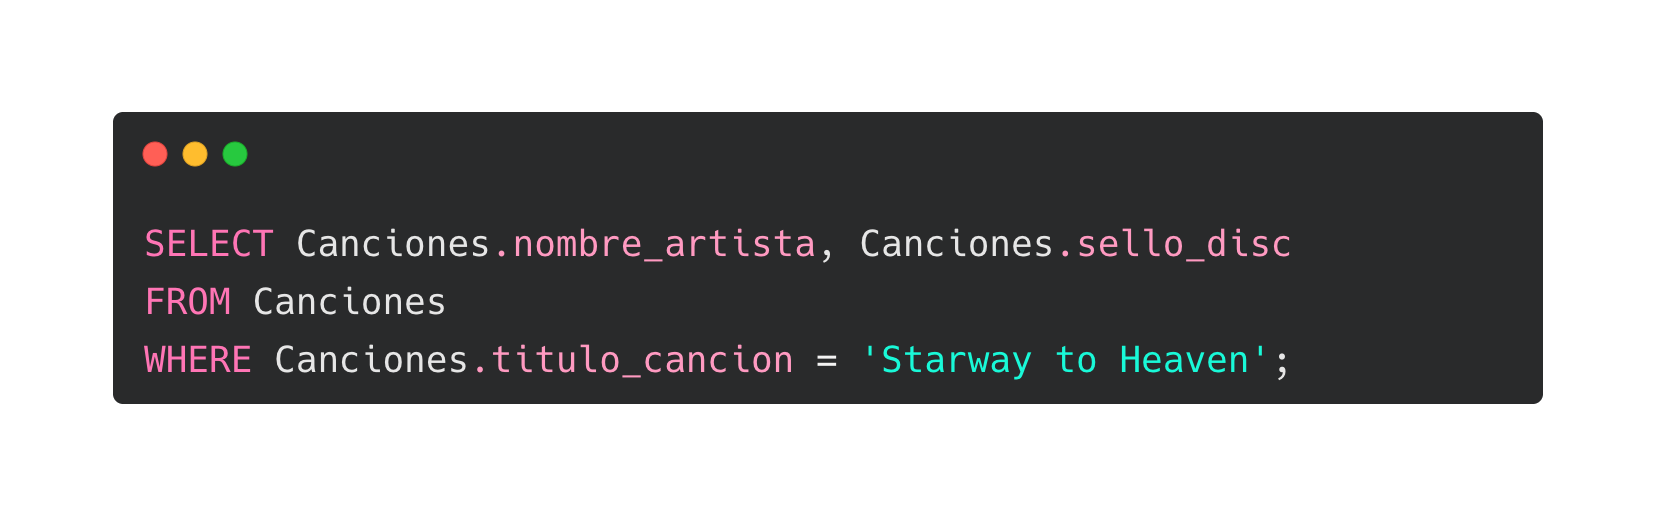 SELECT Canciones.nombre_artista, Canciones.sello_disc
FROM Canciones
WHERE Canciones.titulo_cancion = 'Starway to Heaven';